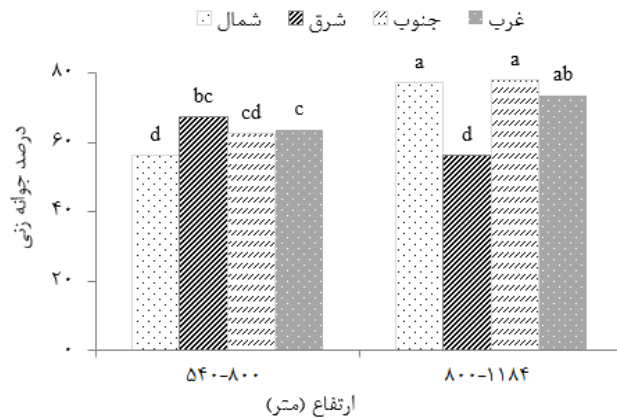 شمال شرق جنوب غرب
۸۰
۶۰
۴۰
۲۰
۰
درصد جوانه زنی
d bc cd c a d a ab
۵۴۰-۸۰۰ ۸۰۰-۱۱۸۴
ارتفاع (متر)